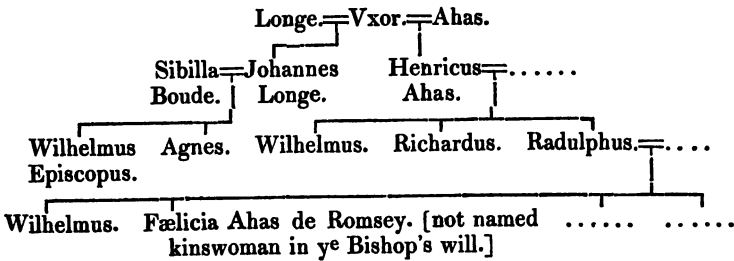 Longe.=Vxor.=Ahas.
Sibilla=Johannes Henricus=......
Boude. Longe. Ahas.
Wilhelmus Agnes. Wilhelmus. Richardus. Radulphus.=....
Episcopus.
Wilhelmus. Fælicia Ahas de Romsey. [not named ...... ......
kinswoman in yᵉ Bishop's will.]